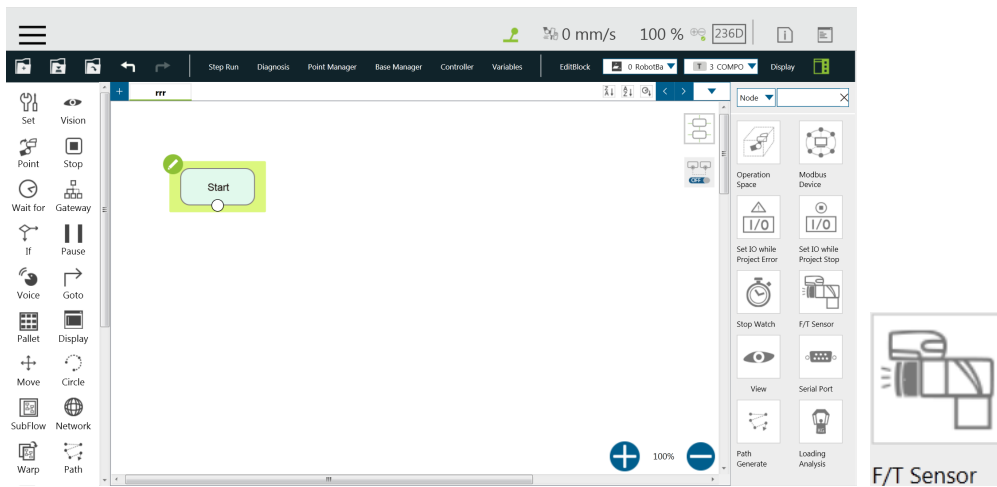 0 mm/s 100 % 236D
Step Run Diagnosis Point Manager Base Manager Controller Variables EditBlock 0 RobotBa T 3 COMPO Display
Set Vision
Point Stop
Wait for Gateway
If Pause
Voice Goto
Pallet Display
Move Circle
SubFlow Network
Warp Path
+ rrr
Start
OFF
100%
Node
Operation
Space
Modbus
Device
I/O I/O
Set IO while
Project Error
Set IO while
Project Stop
Stop Watch F/T Sensor
View Serial Port
Path
Generate
Loading
Analysis
F/T Sensor